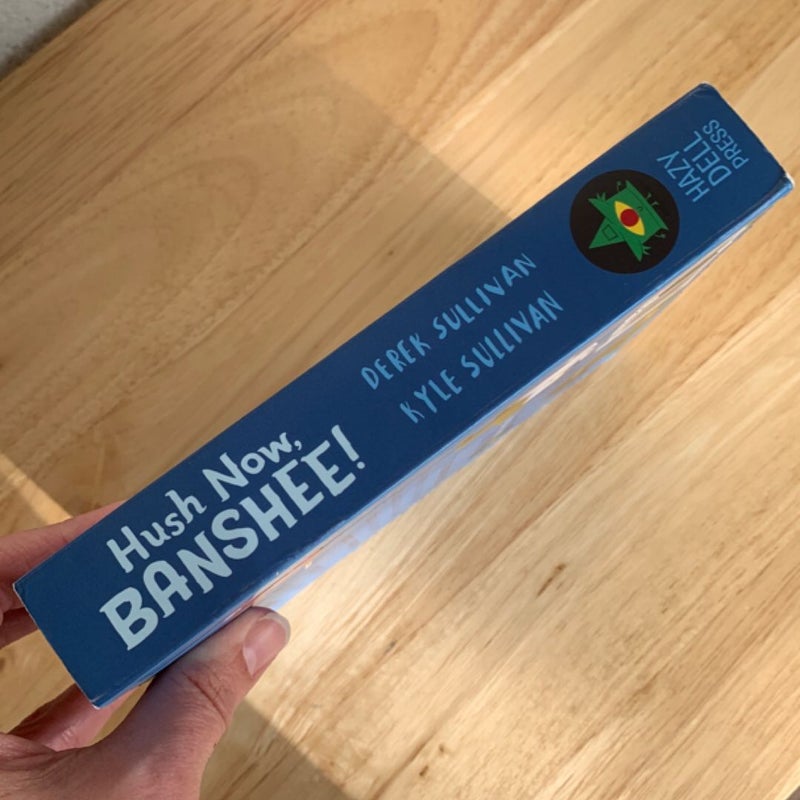 Hush Now,
BANSHEE!
DEREK SULLIVAN
KYLE SULLIVAN
HAZY
DELL
PRESS